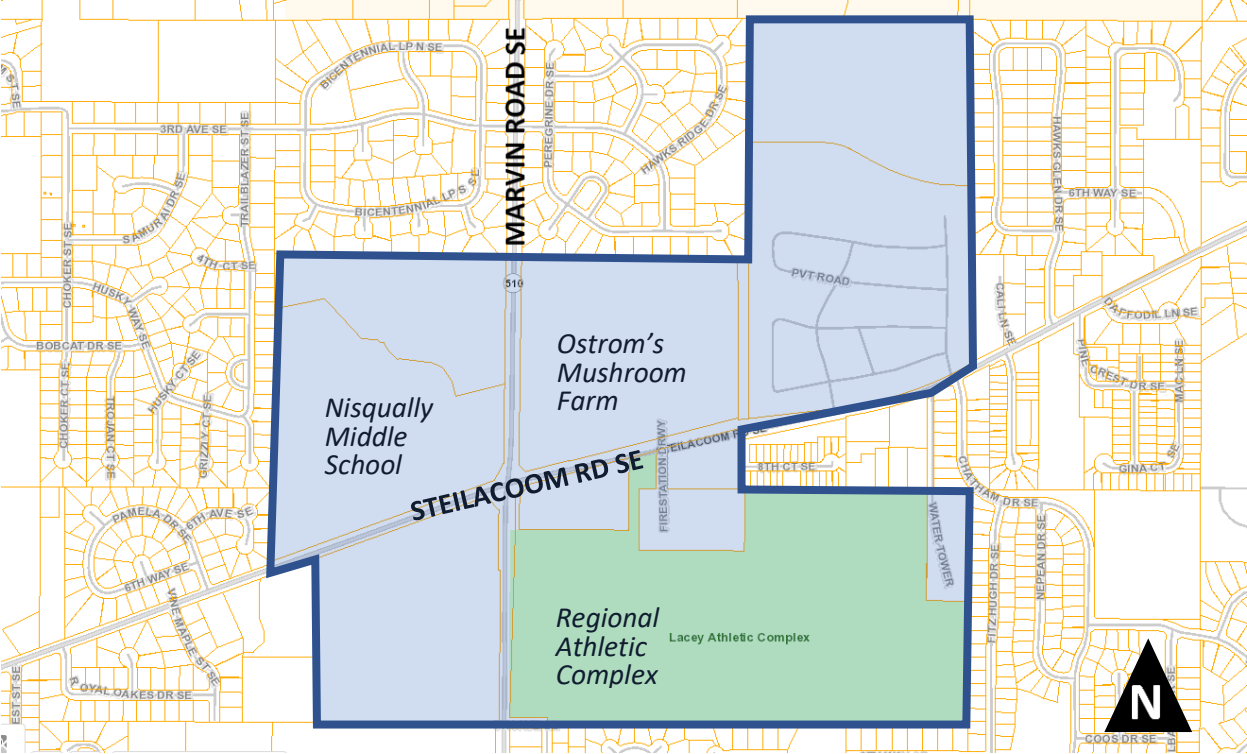 BICENTENNIAL LP N SE
MARVIN ROAD SE
PEREGRINE DR SE
HAWKS RIDGE DR SE
3RD AVE SE
TRAILBLAZER ST SE
SAMURAI DR SE
BICENTENNIAL LP S SE
HAWKS GLEN DR SE
6TH WAY SE
CHOKER ST SE
4TH CT SE
HUSKY WAY SE
510
PVT ROAD
CALI LN SE
DAFFODIL LN SE
BOBCAT DR SE
HUSKY CT SE
Ostrom's
Mushroom
Farm
PINE CREST DR SE
MAC LN SE
CHOKER CT SE
TROJAN CT SE
GRIZZLY CT SE
Nisqually
Middle
School
FIRESTATION DRWY
STEILACOOM RD SE
8TH CT SE
GINA CT SE
CHATHAM DR SE
PAMELA DR SE
6TH AVE SE
WATER TOWER
NEPEAN DR SE
FITZ HUGH DR SE
6TH WAY SE
VINE MAPLE ST SE
Regional
Athletic
Complex
Lacey Athletic Complex
ROYAL OAKES DR SE
EST ST SE
N
COOS DR SE